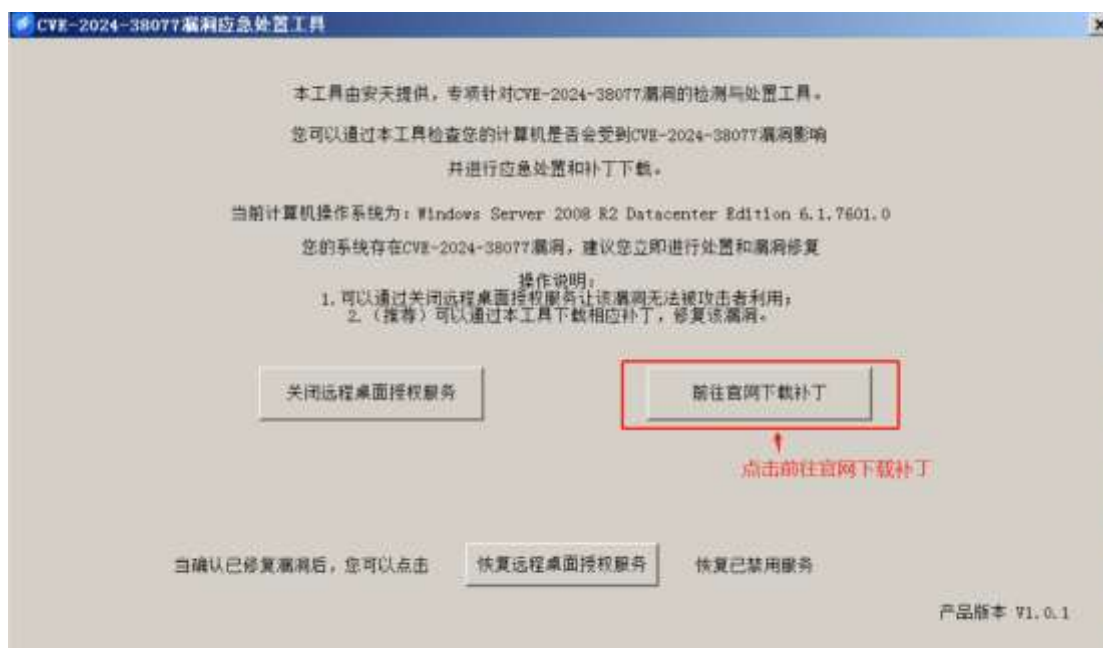 CVE-2024-38077漏洞应急处置工具
本工具由安天提供，专项针对CVE-2024-38077漏洞的检测与处置工具。
您可以通过本工具检查您的计算机是否会受到CVE-2024-38077漏洞影响
并进行应急处置和补丁下载。
当前计算机操作系统为：Windows Server 2008 R2 Datacenter Edition 6.1.7601.0
您的系统存在CVE-2024-38077漏洞，建议您立即进行处置和漏洞修复
操作说明：
1.可以通过关闭远程桌面授权服务让该漏洞无法被攻击者利用；
2.（推荐）可以通过本工具下载相应补丁，修复该漏洞。
关闭远程桌面授权服务 前往官网下载补丁
点击前往官网下载补丁
当确认已修复漏洞后，您可以点击 恢复远程桌面授权服务 恢复已禁用服务
产品版本 V1.0.1